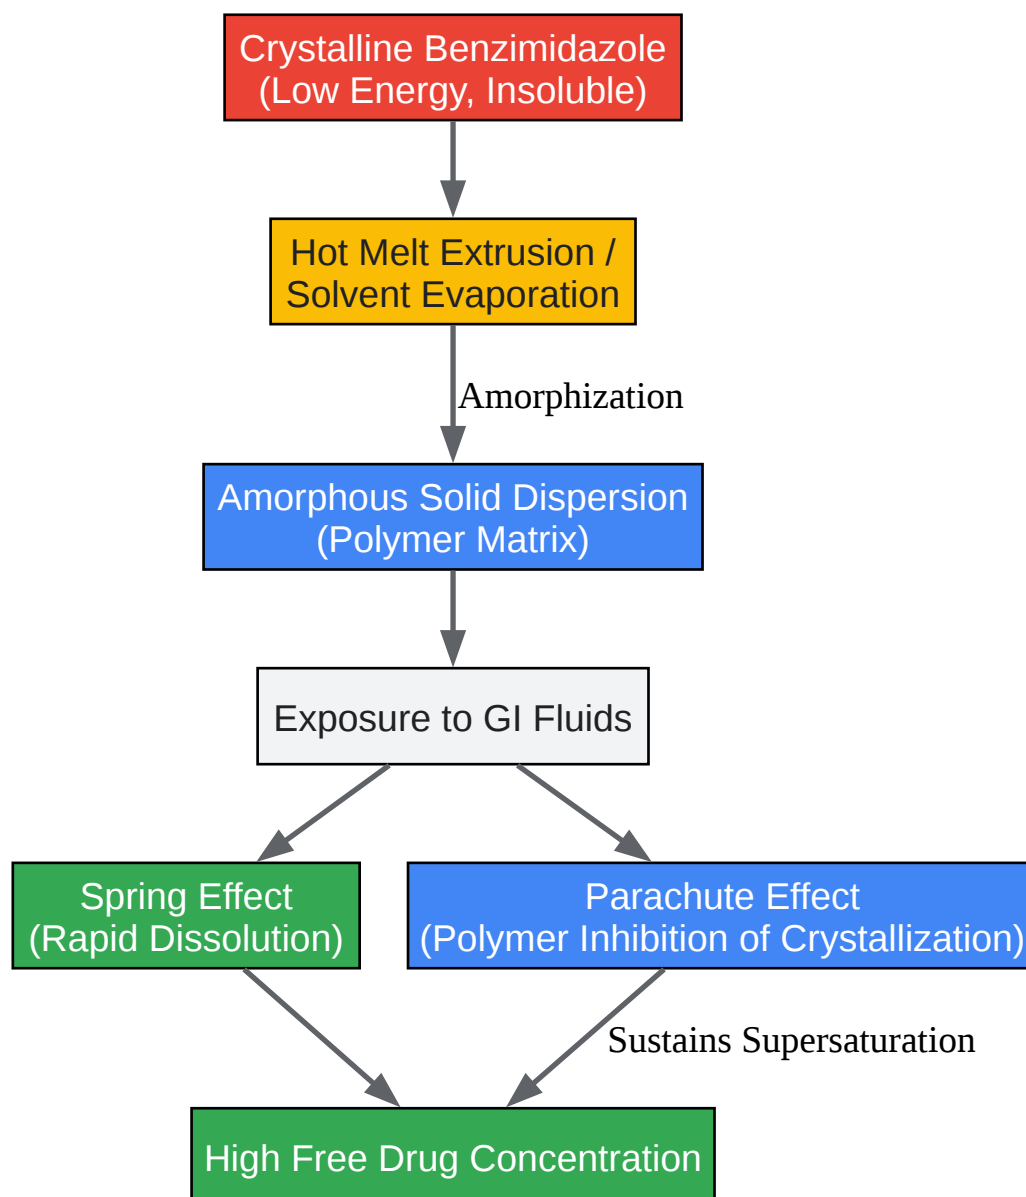 Crystalline Benzimidazole
(Low Energy, Insoluble)
Hot Melt Extrusion /
Solvent Evaporation
Amorphization
Amorphous Solid Dispersion
(Polymer Matrix)
Exposure to GI Fluids
Spring Effect
(Rapid Dissolution)
Parachute Effect
(Polymer Inhibition of Crystallization)
Sustains Supersaturation
High Free Drug Concentration